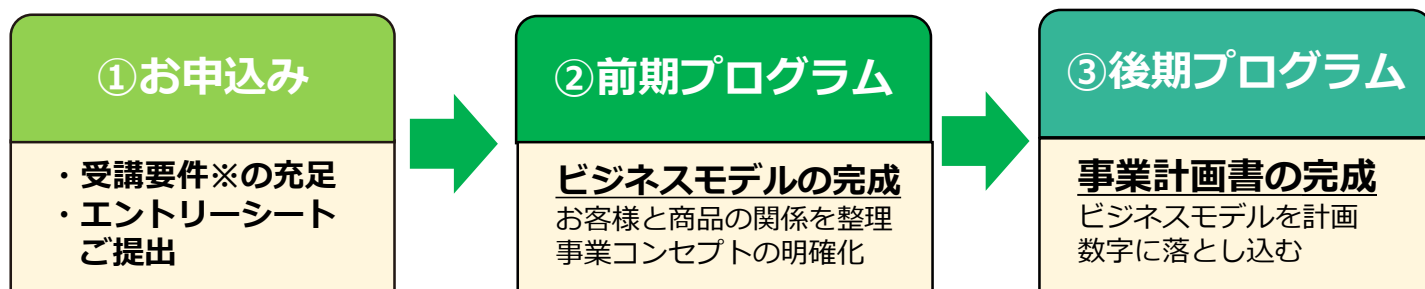 ①お申込み
・受講要件※の充足
・エントリーシート
ご提出
②前期プログラム
ビジネスモデルの完成
お客様と商品の関係を整理
事業コンセプトの明確化
③後期プログラム
事業計画書の完成
ビジネスモデルを計画
数字に落とし込む